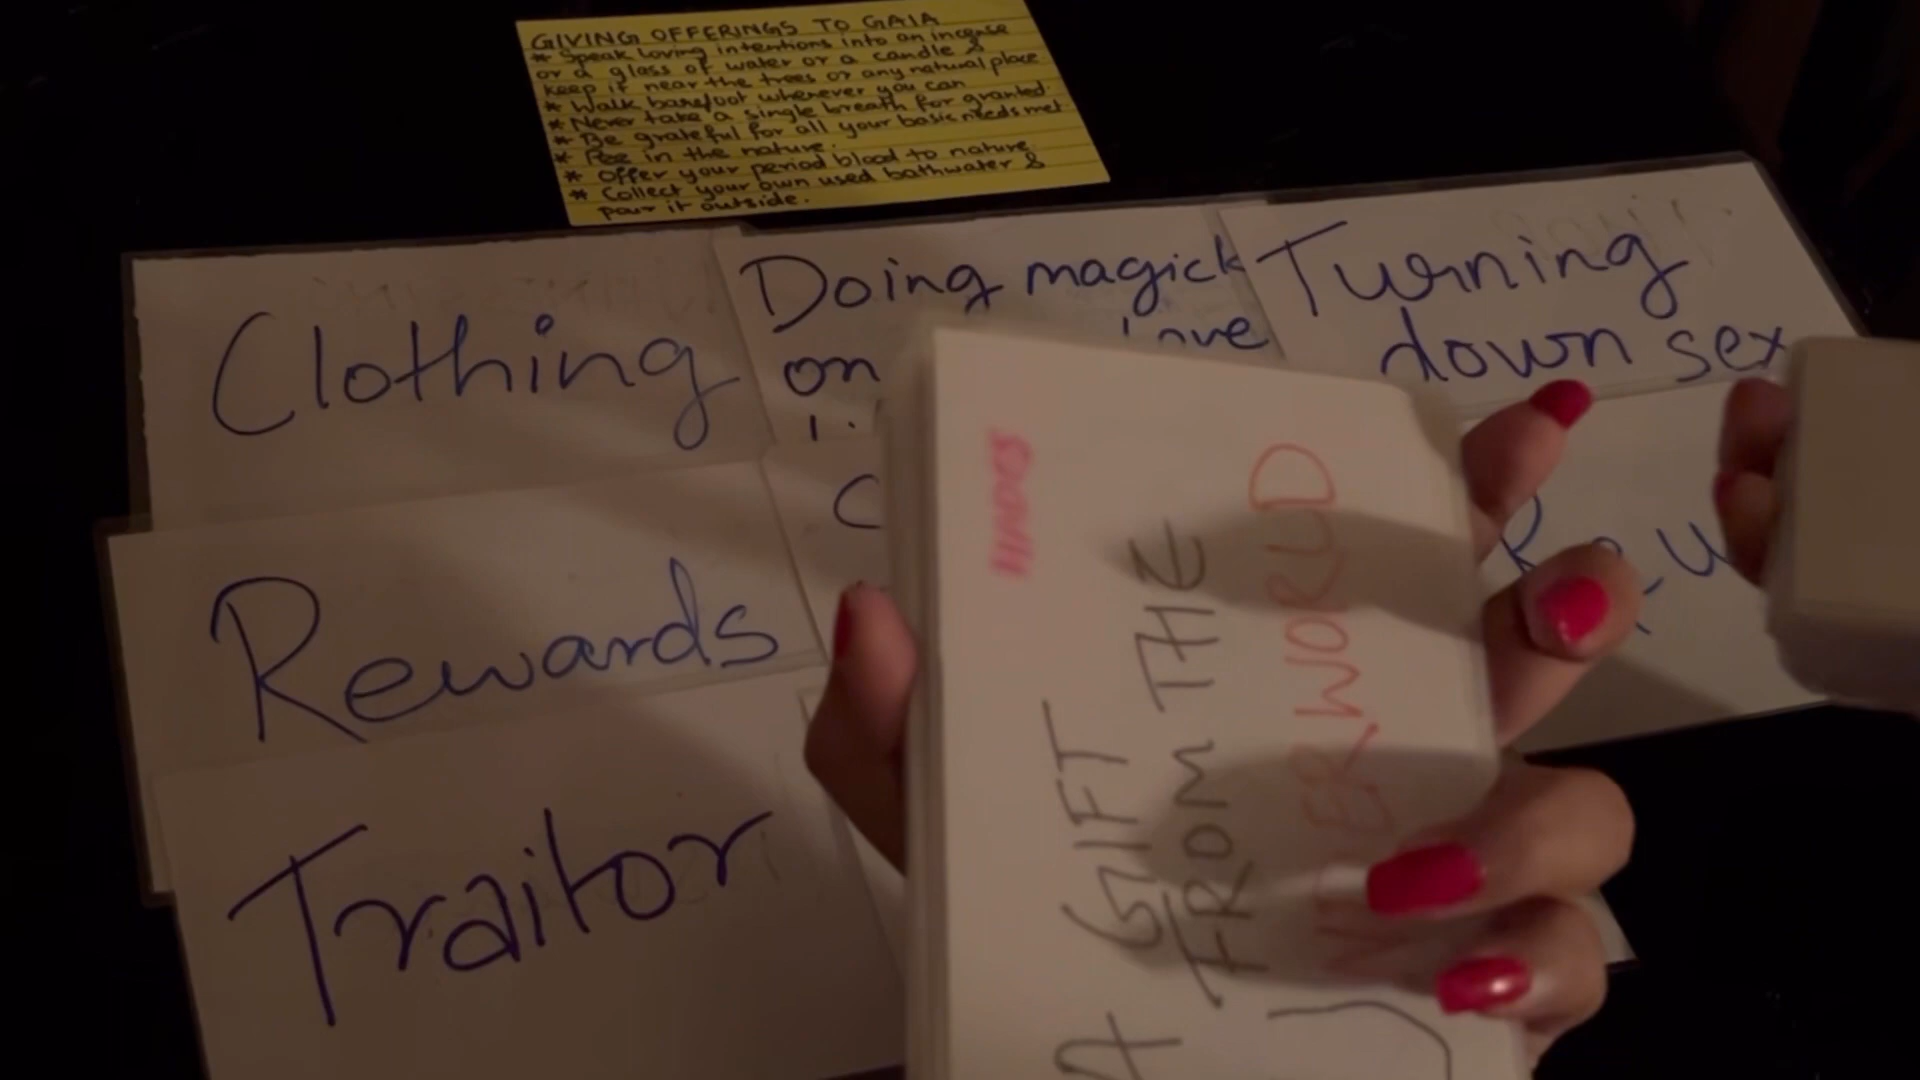 GIVING OFFERINGS TO GAIA
* Speak loving intentions into an incense
or a glass of water or a candle &
keep it near the trees or any natural place
* Walk barefoot wherever you can
* Never take a single breath for granted.
* Be grateful for all your basic needs met
* Pee in the nature.
* Offer your period blood to nature
* Collect your own used bathwater &
pour it outside.
Clothing
Doing magick
on
Turning
down sex
Rewards
Traitor
A GIFT
FROM THE